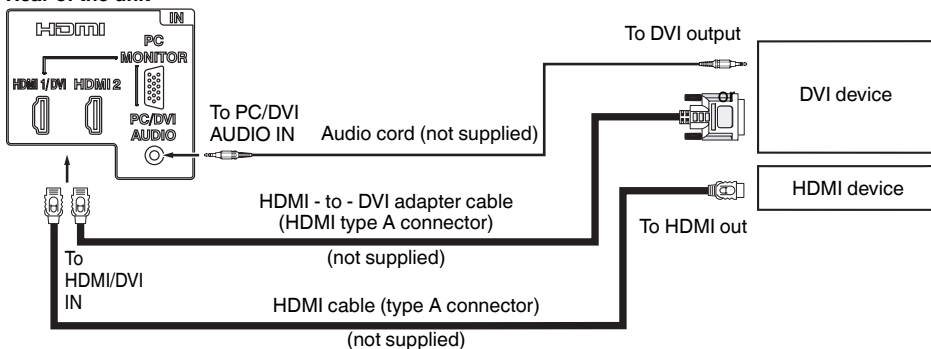 Rear of the unit
IN
HDMI
PC
MONITOR
HDMI 1/DVI HDMI 2
PC/DVI
AUDIO
To PC/DVI
AUDIO IN
Audio cord (not supplied)
To DVI output
or
DVI device
HDMI device
HDMI - to - DVI adapter cable
(HDMI type A connector)
(not supplied)
To HDMI out
To
HDMI/DVI
IN
HDMI cable (type A connector)
(not supplied)